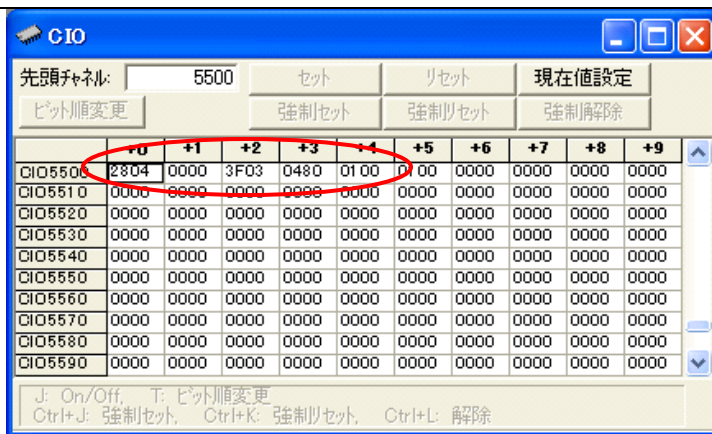 CIO
先頭チャネル: 5500 セット リセット 現在値設定
ビット順変更 強制セット 強制リセット 強制解除
+0 +1 +2 +3 +4 +5 +6 +7 +8 +9
CIO5500 2804 0000 3F03 0480 0100 0100 0000 0000 0000 0000
CIO5510 0000 0000 0000 0000 0000 0000 0000 0000 0000 0000
CIO5520 0000 0000 0000 0000 0000 0000 0000 0000 0000 0000
CIO5530 0000 0000 0000 0000 0000 0000 0000 0000 0000 0000
CIO5540 0000 0000 0000 0000 0000 0000 0000 0000 0000 0000
CIO5550 0000 0000 0000 0000 0000 0000 0000 0000 0000 0000
CIO5560 0000 0000 0000 0000 0000 0000 0000 0000 0000 0000
CIO5570 0000 0000 0000 0000 0000 0000 0000 0000 0000 0000
CIO5580 0000 0000 0000 0000 0000 0000 0000 0000 0000 0000
CIO5590 0000 0000 0000 0000 0000 0000 0000 0000 0000 0000
J: On/Off, T: ビット順変更
Ctrl+J: 強制セット, Ctrl+K: 強制リセット, Ctrl+L: 解除